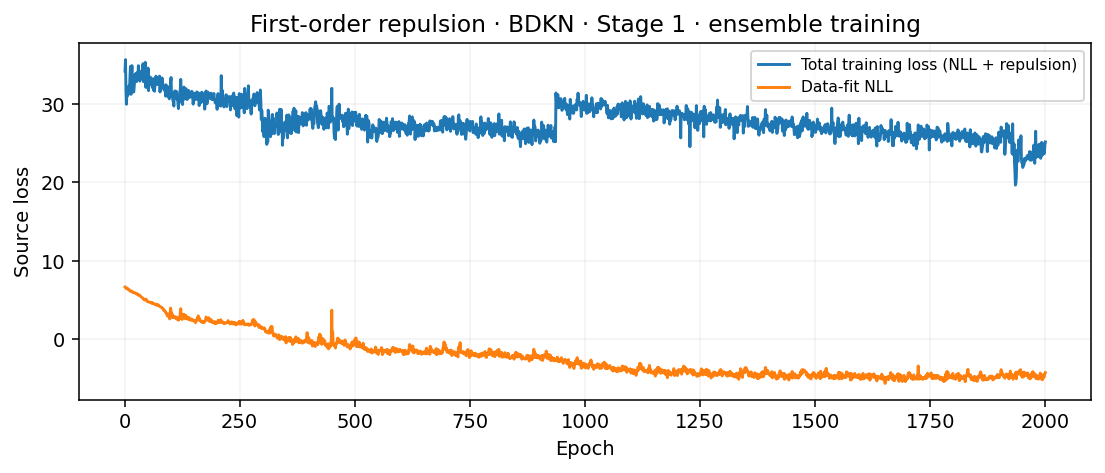 First-order repulsion · BDKN · Stage 1 · ensemble training
Total training loss (NLL + repulsion)
Data-fit NLL
Source loss
30
20
10
0
0 250 500 750 1000 1250 1500 1750 2000
Epoch